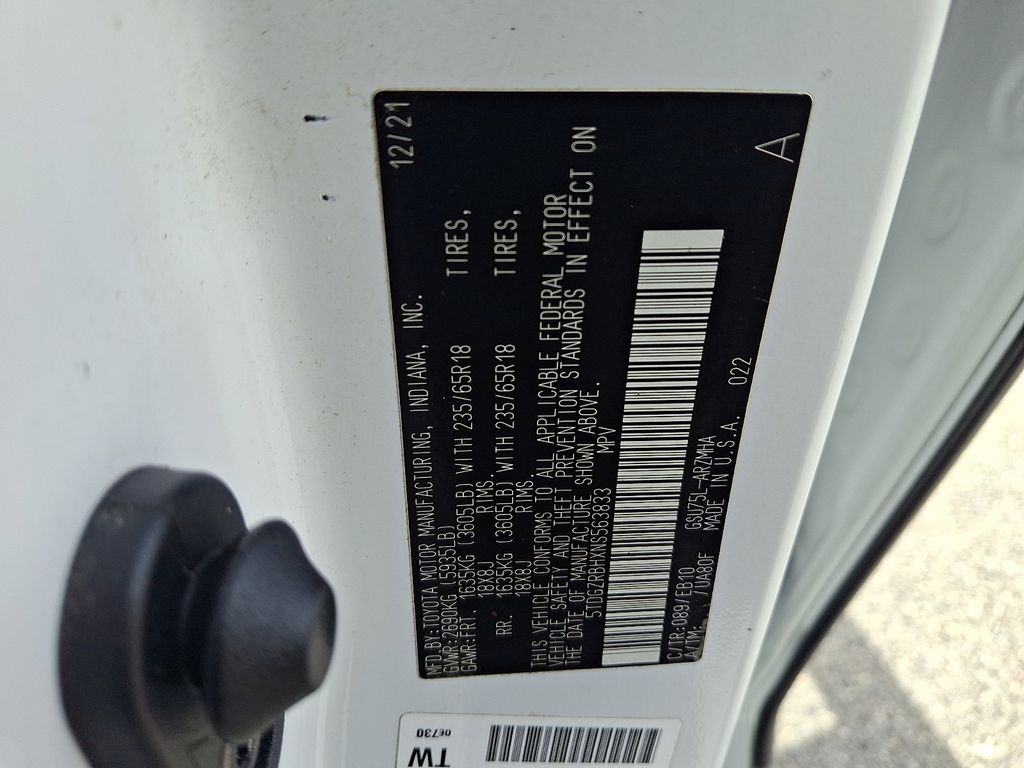 MFD.BY:TOYOTA MOTOR MANUFACTURING, INDIANA, INC. 12/21
GVWR:2690KG (5935LB)
GAWR:FRT. 1635KG (3605LB) WITH 235/65R18 TIRES,
18X8J RIMS,
RR. 1635KG (3605LB) WITH 235/65R18 TIRES,
18X8J RIMS,
THIS VEHICLE CONFORMS TO ALL APPLICABLE FEDERAL MOTOR
VEHICLE SAFETY AND THEFT PREVENTION STANDARDS IN EFFECT ON
THE DATE OF MANUFACTURE SHOWN ABOVE.
MPV
C/TR:089/EB10 GSU75L-ARZMHA
A/TM: /UA80F MADE IN U.S.A. 022
A
TW
0E730